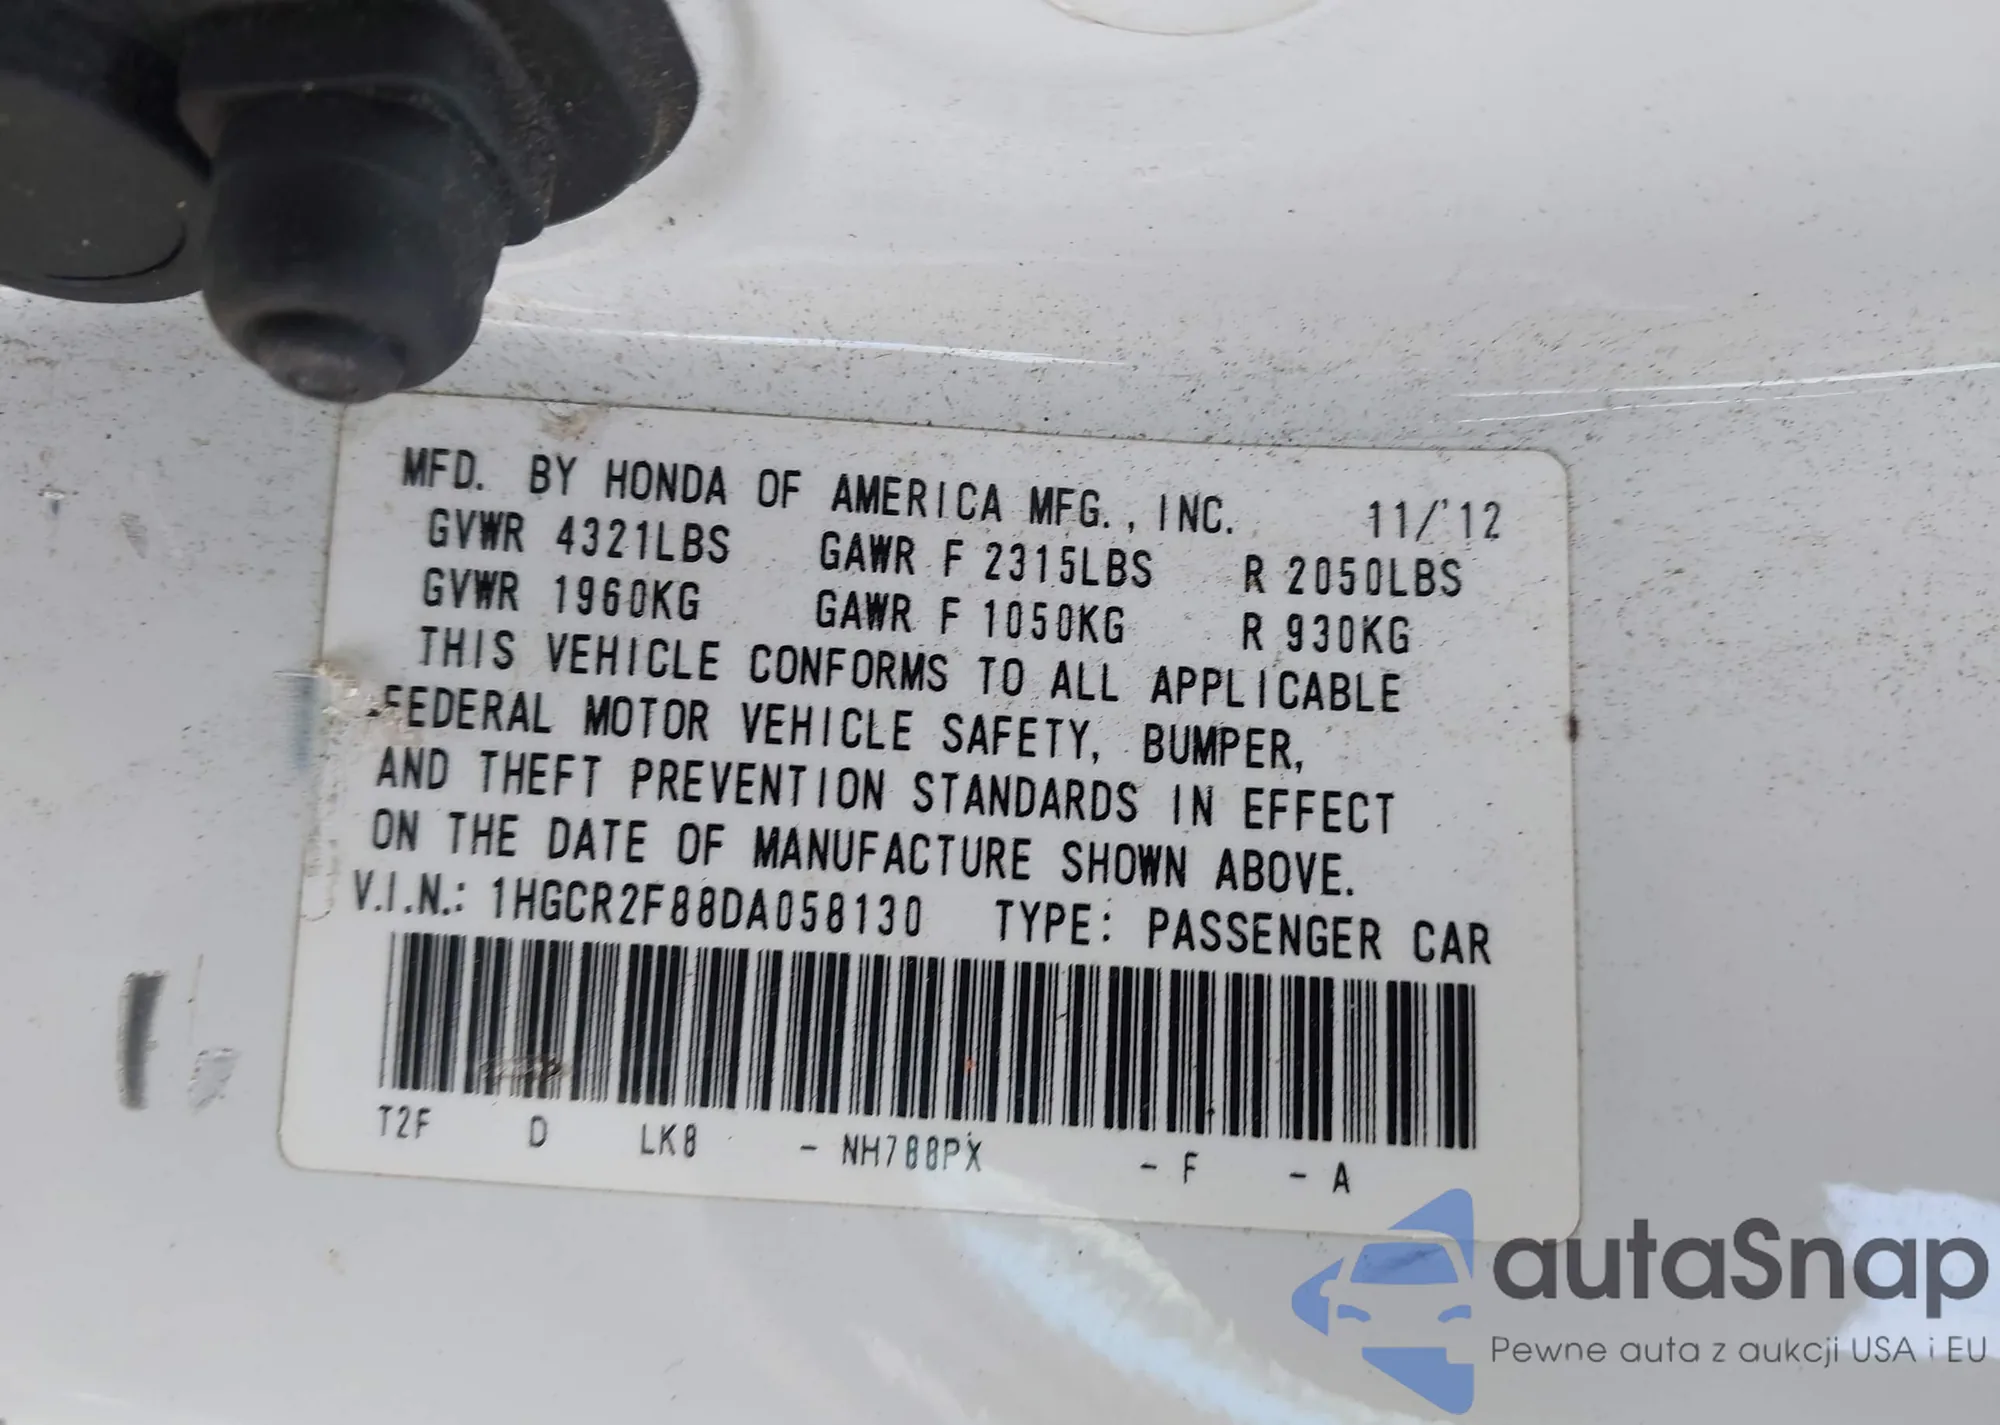 MFD. BY HONDA OF AMERICA MFG., INC. 11/'12
GVWR 4321LBS GAWR F 2315LBS R 2050LBS
GVWR 1960KG GAWR F 1050KG R 930KG
THIS VEHICLE CONFORMS TO ALL APPLICABLE
FEDERAL MOTOR VEHICLE SAFETY, BUMPER,
AND THEFT PREVENTION STANDARDS IN EFFECT
ON THE DATE OF MANUFACTURE SHOWN ABOVE.
V.I.N.: 1HGCR2F88DA058130 TYPE: PASSENGER CAR
T2F D LK8 - NH788PX - F - A
autaSnap
Pewne auta z aukcji USA i EU